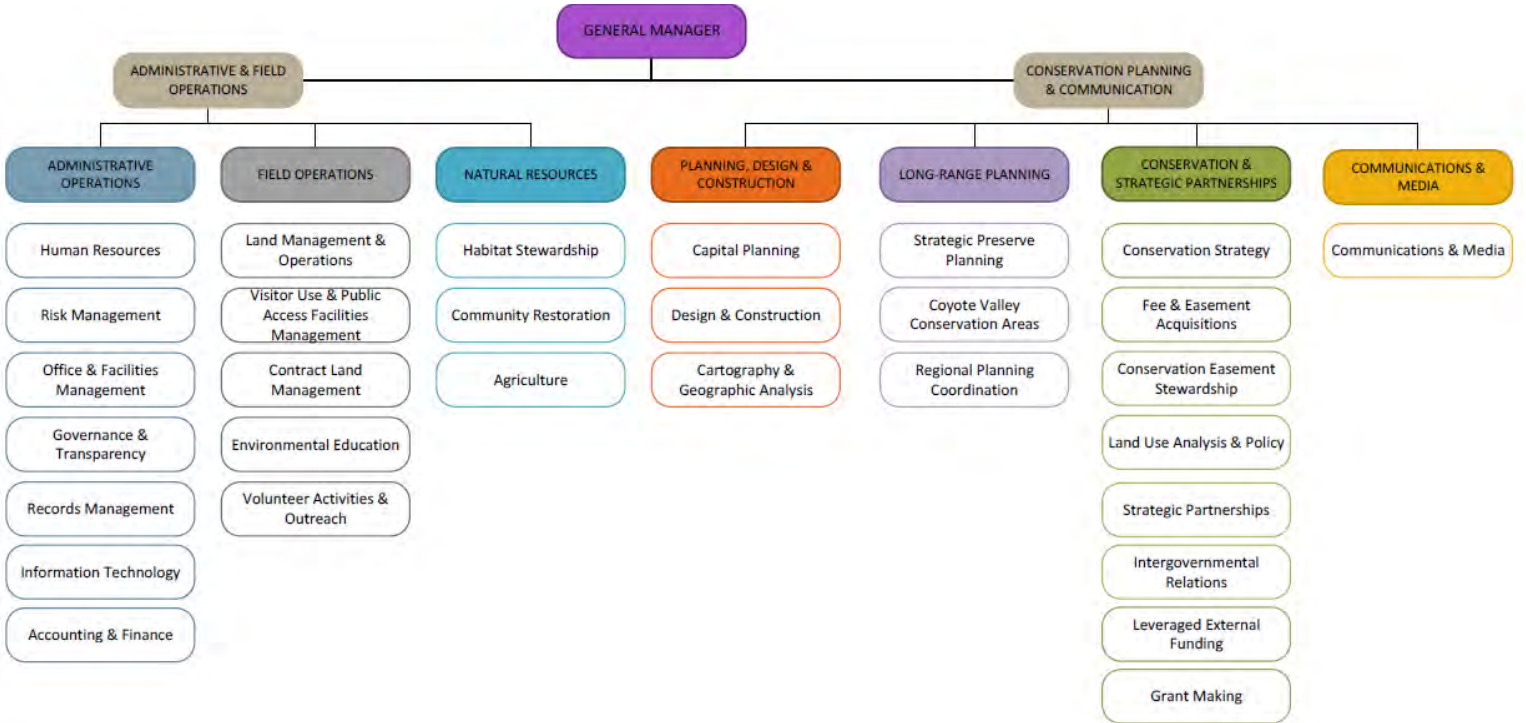 GENERAL MANAGER
ADMINISTRATIVE & FIELD
OPERATIONS
CONSERVATION PLANNING
& COMMUNICATION
ADMINISTRATIVE
OPERATIONS
Human Resources
Risk Management
Office & Facilities
Management
Governance &
Transparency
Records Management
Information Technology
Accounting & Finance
FIELD OPERATIONS
Land Management &
Operations
Visitor Use & Public
Access Facilities
Management
Contract Land
Management
Environmental Education
Volunteer Activities &
Outreach
NATURAL RESOURCES
Habitat Stewardship
Community Restoration
Agriculture
PLANNING, DESIGN &
CONSTRUCTION
Capital Planning
Design & Construction
Cartography &
Geographic Analysis
LONG-RANGE PLANNING
Strategic Preserve
Planning
Coyote Valley
Conservation Areas
Regional Planning
Coordination
CONSERVATION &
STRATEGIC PARTNERSHIPS
Conservation Strategy
Fee & Easement
Acquisitions
Conservation Easement
Stewardship
Land Use Analysis & Policy
Strategic Partnerships
Intergovernmental
Relations
Leveraged External
Funding
Grant Making
COMMUNICATIONS &
MEDIA
Communications & Media